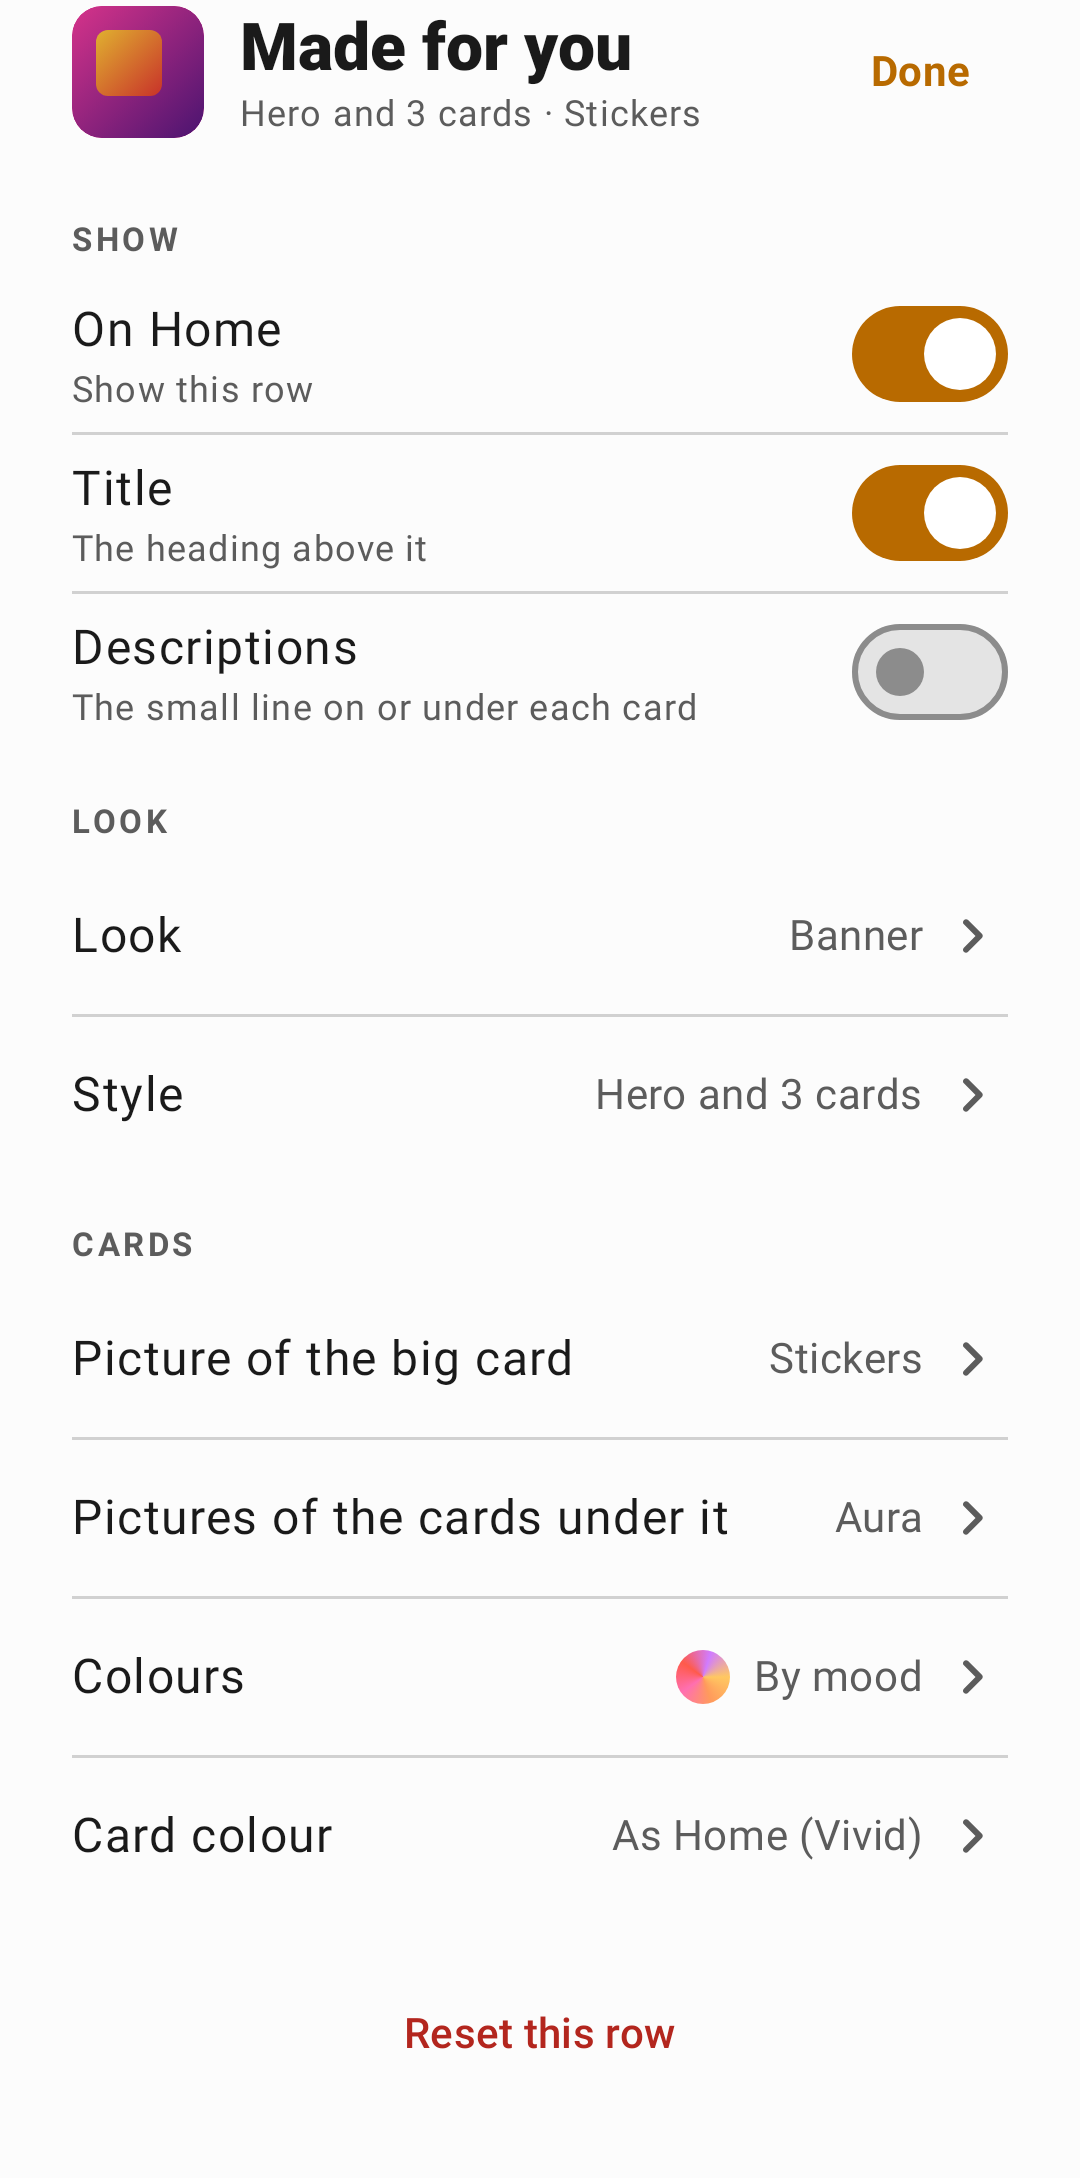 Made for you
Done
Hero and 3 cards · Stickers
SHOW
On Home
Show this row
Title
The heading above it
Descriptions
The small line on or under each card
LOOK
Look Banner
Style Hero and 3 cards
CARDS
Picture of the big card Stickers
Pictures of the cards under it Aura
Colours By mood
Card colour As Home (Vivid)
Reset this row